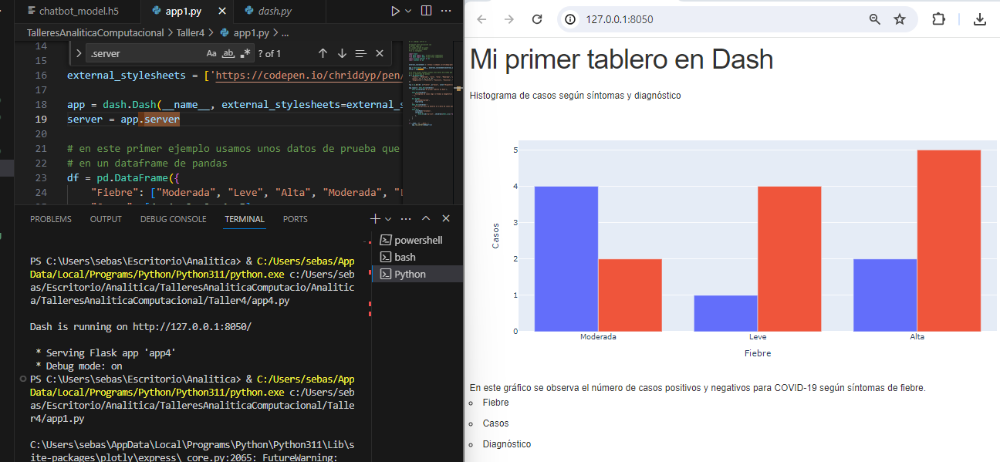 chatbot_model.h5
app1.py
dash.py
TalleresAnaliticaComputacional > Taller4 > app1.py > ...
.server
Aa ab
? of 1
14
15
16 external_stylesheets = ['https://codepen.io/chriddyp/pen/
17
18 app = dash.Dash(__name__, external_stylesheets=external_s
19 server = app.server
20
21 # en este primer ejemplo usamos unos datos de prueba que
22 # en un dataframe de pandas
23 df = pd.DataFrame({
24 "Fiebre": ["Moderada", "Leve", "Alta", "Moderada", "L
PROBLEMS OUTPUT DEBUG CONSOLE TERMINAL PORTS
PS C:\Users\sebas\Escritorio\Analitica> & C:/Users/sebas/App
Data/Local/Programs/Python/Python311/python.exe c:/Users/seb
as/Escritorio/Analitica/TalleresAnaliticaComputacio/Analitic
a/TalleresAnaliticaComputacional/Taller4/app4.py
Dash is running on http://127.0.0.1:8050/
* Serving Flask app 'app4'
* Debug mode: on
PS C:\Users\sebas\Escritorio\Analitica> & C:/Users/sebas/App
Data/Local/Programs/Python/Python311/python.exe c:/Users/seb
as/Escritorio/Analitica/TalleresAnaliticaComputacional/Talle
r4/app1.py
C:\Users\sebas\AppData\Local\Programs\Python\Python311\Lib\s
ite-packages\plotly\express\_core.py:2065: FutureWarning:
powershell
bash
Python
127.0.0.1:8050
Mi primer tablero en Dash
Histograma de casos según síntomas y diagnóstico
5
4
3
2
1
0
Casos
Moderada
Leve
Alta
Fiebre
En este gráfico se observa el número de casos positivos y negativos para COVID-19 según síntomas de fiebre.
Fiebre
Casos
Diagnóstico